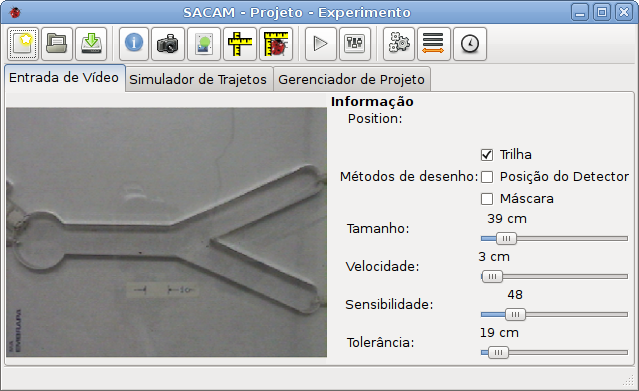 SACAM - Projeto - Experimento
Entrada de Vídeo
Simulador de Trajetos
Gerenciador de Projeto
Informação
Position:
Métodos de desenho:
Trilha
Posição do Detector
Máscara
Tamanho:
39 cm
Velocidade:
3 cm
Sensibilidade:
48
Tolerância:
19 cm
EMBRAPA